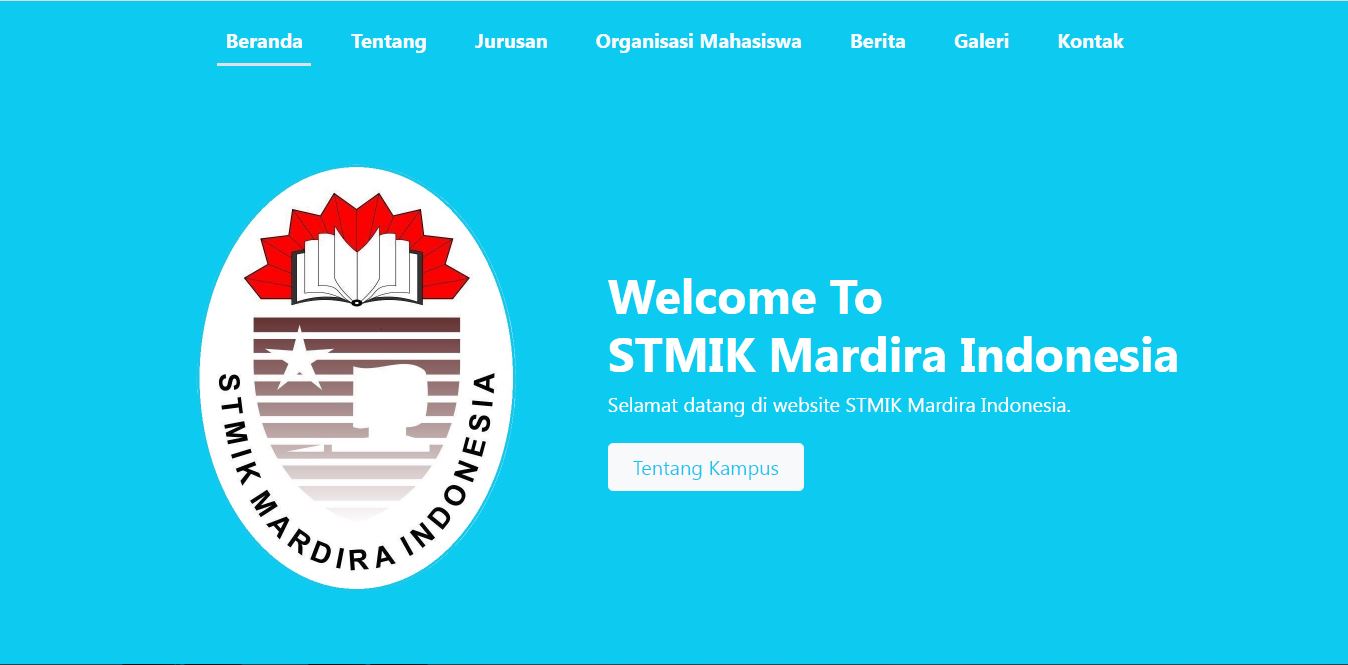 Beranda Tentang Jurusan Organisasi Mahasiswa Berita Galeri Kontak
STMIK MARDIRA INDONESIA
Welcome To
STMIK Mardira Indonesia
Selamat datang di website STMIK Mardira Indonesia.
Tentang Kampus